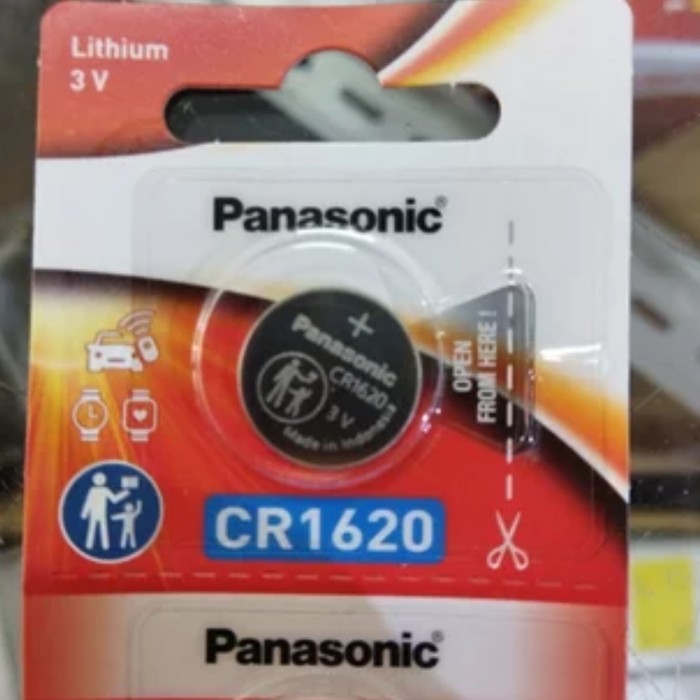 Lithium
3 V
Panasonic®
+
Panasonic
CR1620
3 V
Made in Indonesia
OPEN
FROM HERE !
CR1620
Panasonic®